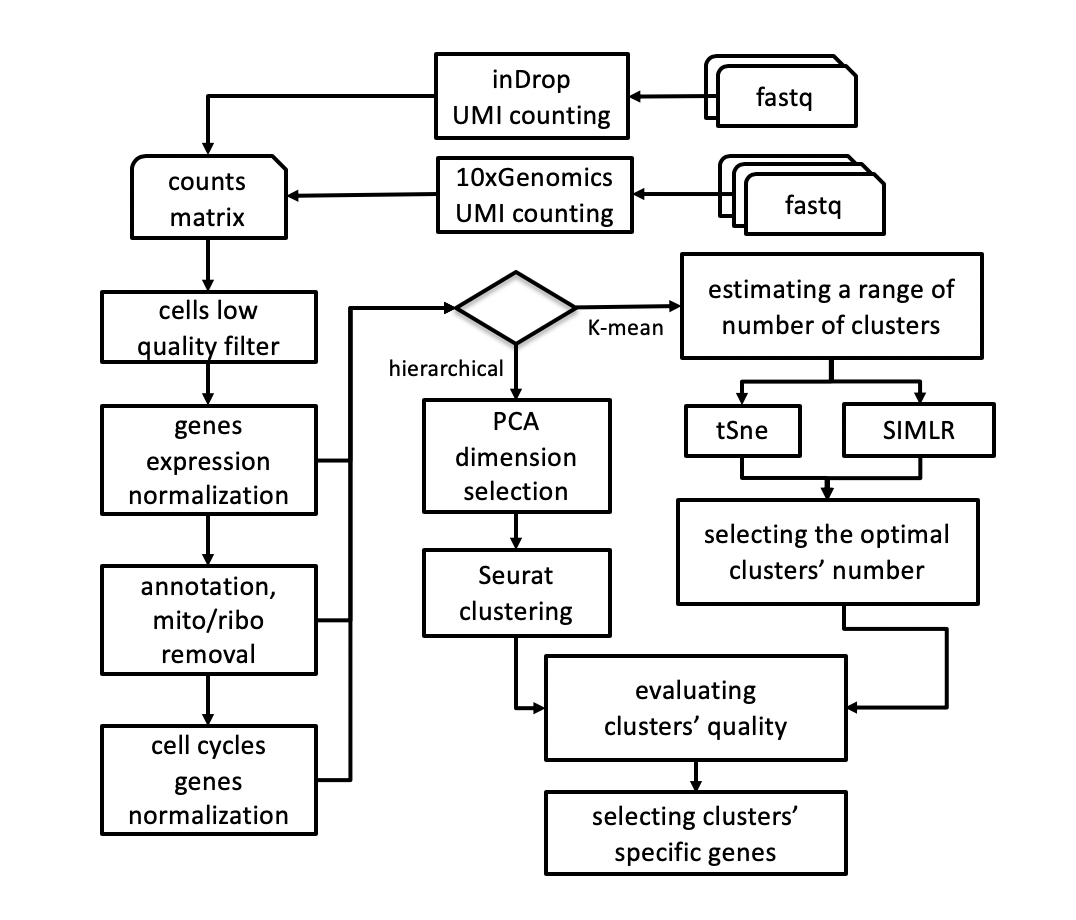 inDrop
UMI counting
fastq
counts
matrix
10xGenomics
UMI counting
fastq
cells low
quality filter
genes
expression
normalization
annotation,
mito/ribo
removal
cell cycles
genes
normalization
hierarchical
K-mean
PCA
dimension
selection
Seurat
clustering
estimating a range of
number of clusters
tSne
SIMLR
selecting the optimal
clusters’ number
evaluating
clusters’ quality
selecting clusters’
specific genes